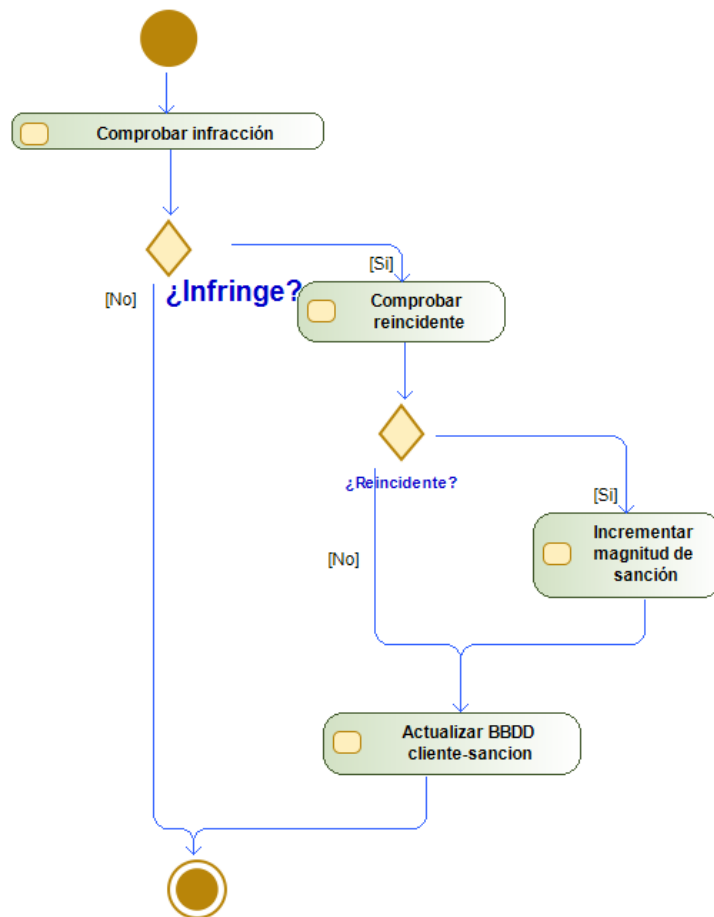 Comprobar infracción
[Si]
[No]
¿Infringe?
Comprobar
reincidente
¿Reincidente?
[Si]
[No]
Incrementar
magnitud de
sanción
Actualizar BBDD
cliente-sancion